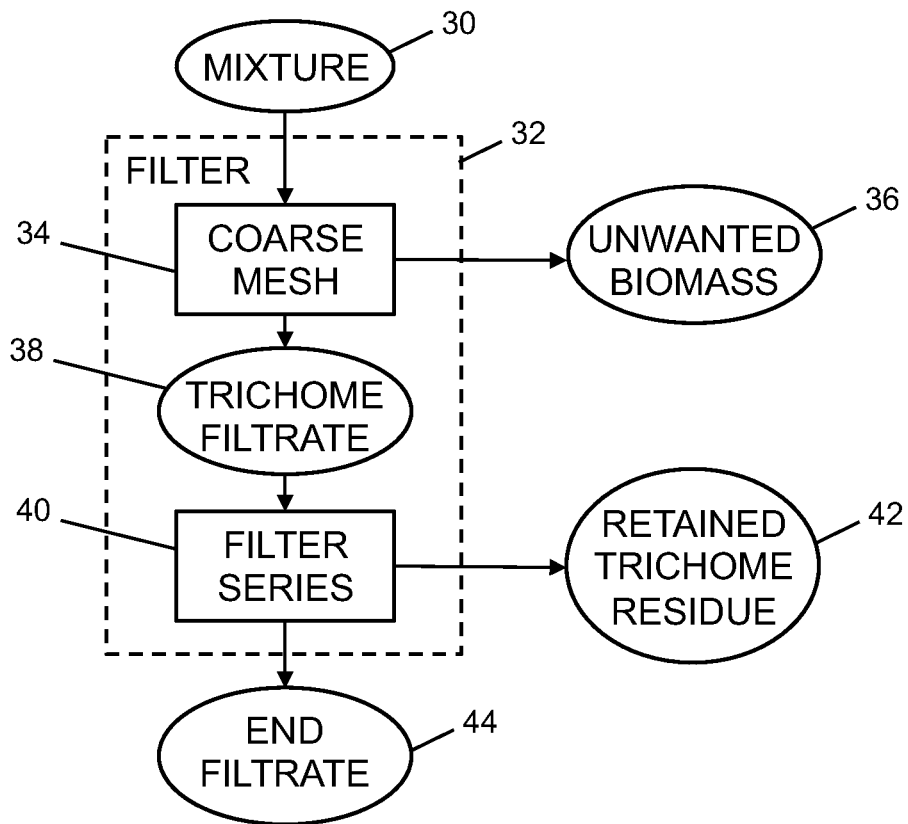 30
MIXTURE
32
FILTER
34
COARSE
MESH
36
UNWANTED
BIOMASS
38
TRICHOME
FILTRATE
40
FILTER
SERIES
RETAINED
TRICHOME
RESIDUE
42
END
FILTRATE
44